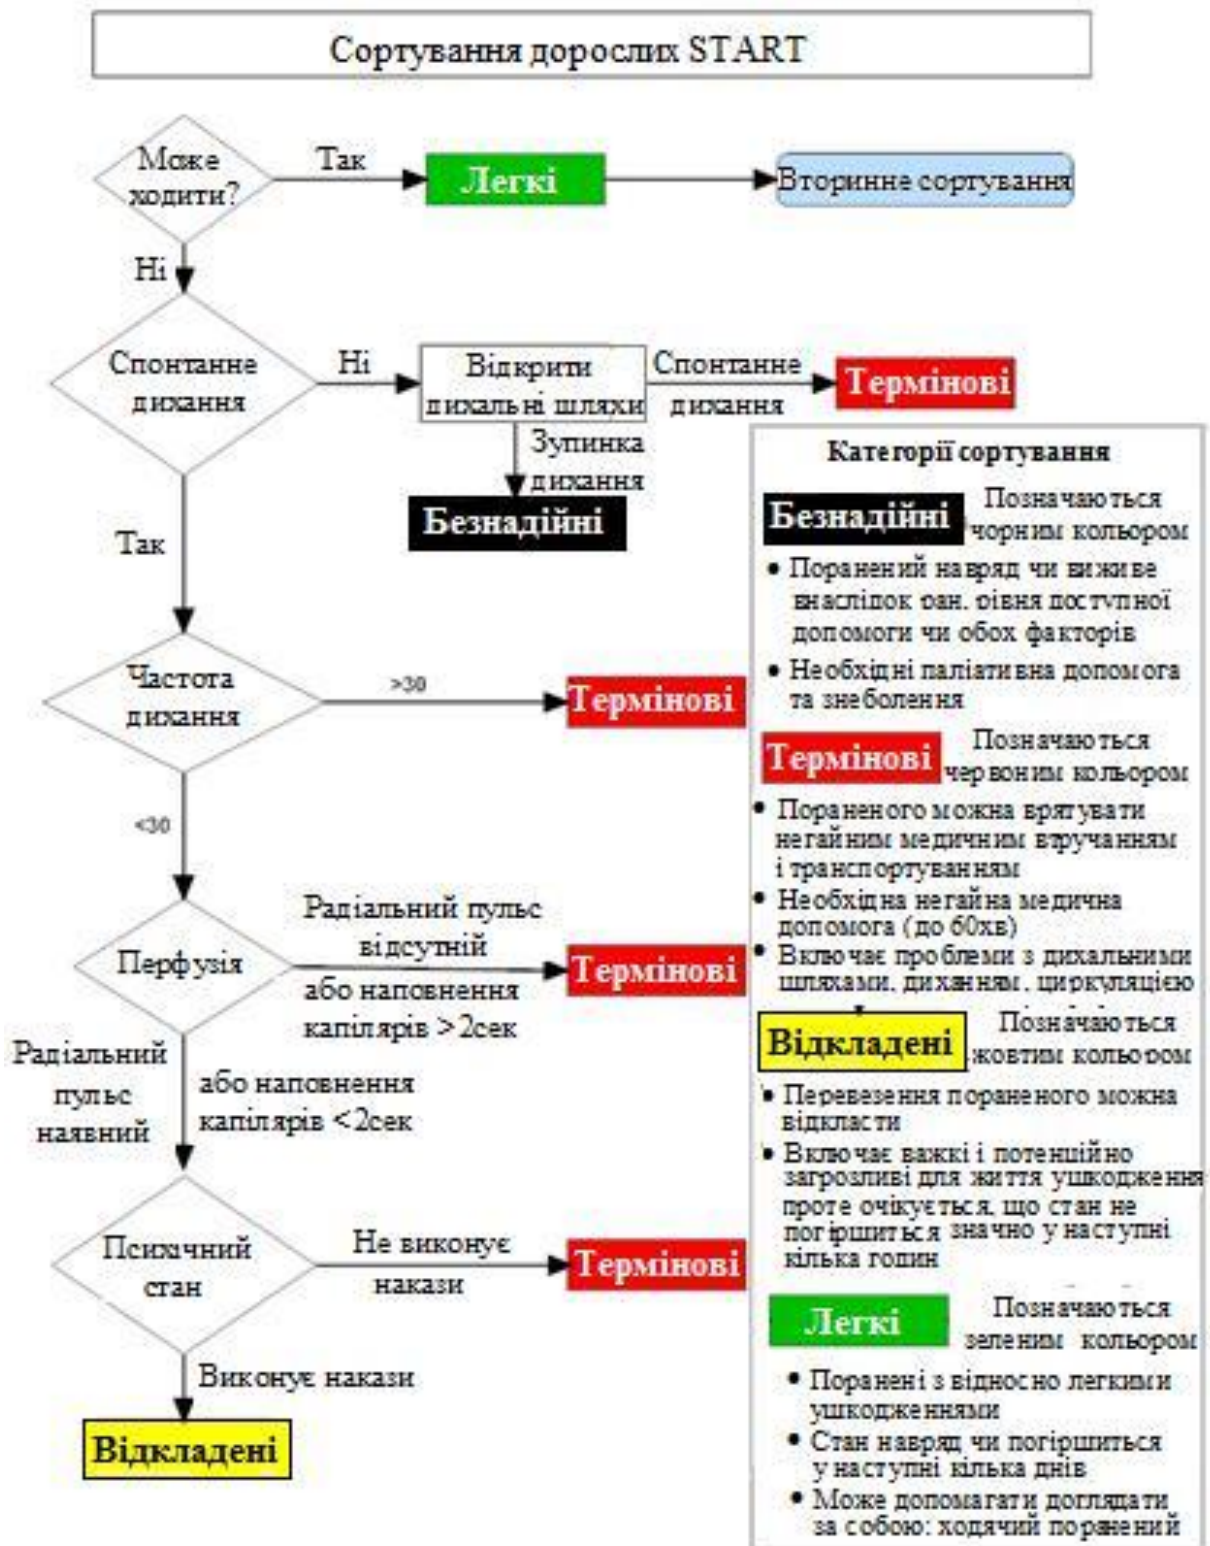 Сортування дорослих START
Може
ходити?
Так
Легкі
Вторинне сортування
Ні
Спонтанне
дихання
Ні
Відкрити
дихальні шляхи
Спонтанне
дихання
Термінові
Зупинка
дихання
Безнадійні
Так
Частота
дихання
>30
Термінові
<30
Перфузія
Радіальний пульс
відсутній
або наповнення
капілярів >2сек
Термінові
Радіальний
пульс
наявний
або наповнення
капілярів <2сек
Психачний
стан
Не виконує
накази
Термінові
Виконує накази
Відкладені
Категорії сортування
Безнадійні
Позначаються
чорним кольором
• Поранений навряд чи виживе
внаслідок ран, рівня доступної
допомоги чи обох факторів
• Необхідні паліативна допомога
та знеболення
Термінові
Позначаються
червоним кольором
• Пораненого можна врятувати
негайним медичним втручанням
і транспортуванням
• Необхідна негайна медична
допомога (до 60хв)
• Включає проблеми з дихальними
шляхами, диханням, циркуляцією
Відкладені
Позначаються
жовтим кольором
• Перевезення пораненого можна
відкласти
• Включає важкі і потенційно
загрозливі для життя ушкодження
проте очікується, що стан не
погіршиться значно у наступні
кілька годин
Легкі
Позначаються
зеленим кольором
• Поранені з відносно легкими
ушкодженнями
• Стан навряд чи погіршиться
у наступні кілька днів
• Може допомагати доглядати
за собою: ходячий поранений